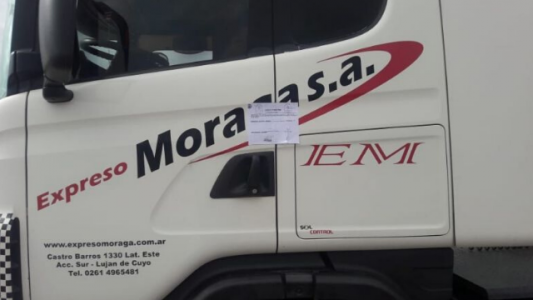 Expreso Moraga s.a.
EM
www.expresomoraga.com.ar
Castro Barros 1330 Lat. Este
Acc. Sur - Lujan de Cuyo
Tel. 0261 4965481
CONTROL